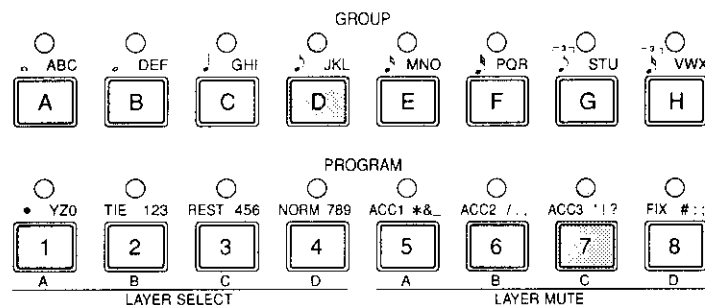 GROUP
ABC DEF GHI JKL MNO PQR STU VWX
A B C D E F G H
PROGRAM
• YZ0 TIE 123 REST 456 NORM 789 ACC1 *&_ ACC2 /.. ACC3 '!? FIX #:;
1 2 3 4 5 6 7 8
A B C D A B C D
LAYER SELECT LAYER MUTE